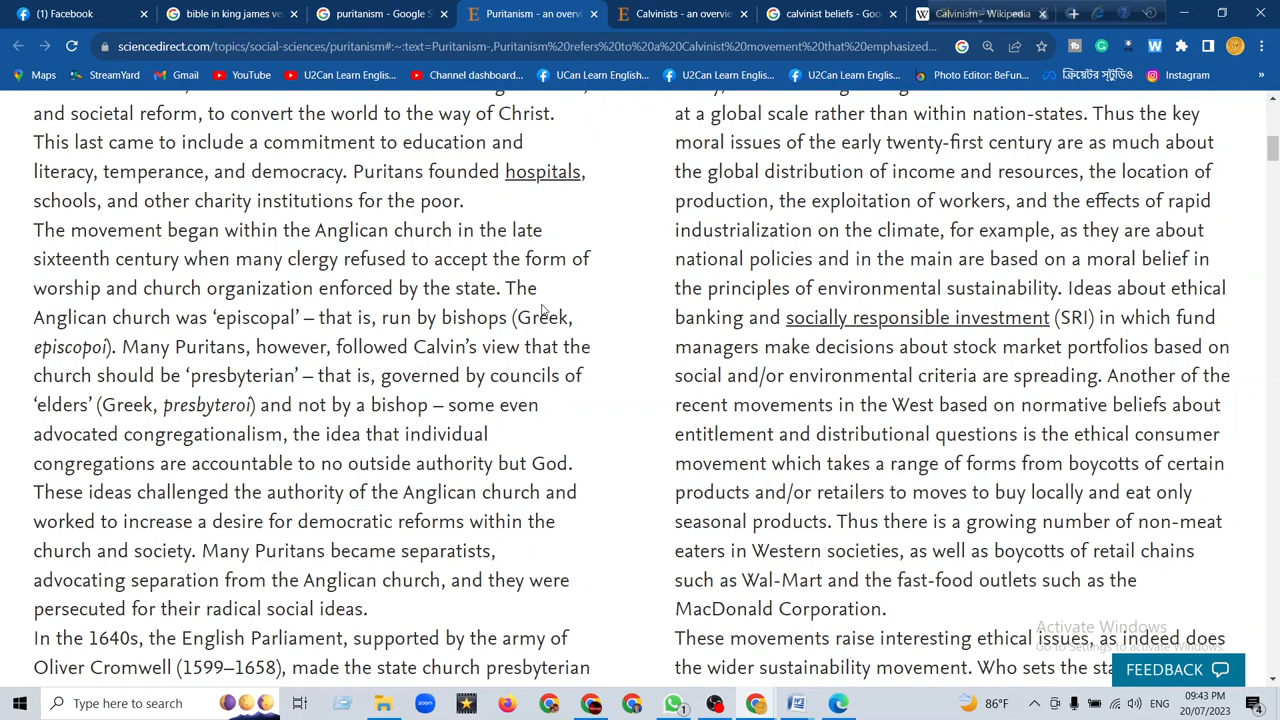 (1) Facebook
bible in king james ve
puritanism - Google S
Puritanism - an overvi
Calvinists - an overvie
calvinist beliefs - Goo
Calvinism - Wikipedia
sciencedirect.com/topics/social-sciences/puritanism#:~:text=Puritanism-,Puritanism%20refers%20to%20a%20Calvinist%20movement%20that%20emphasized...
Maps
StreamYard
Gmail
YouTube
U2Can Learn Englis...
Channel dashboard...
UCan Learn English...
U2Can Learn Englis...
U2Can Learn Englis...
Photo Editor: BeFun...
ক্রিয়েটর স্টুডিও
Instagram
and societal reform, to convert the world to the way of Christ.
This last came to include a commitment to education and
literacy, temperance, and democracy. Puritans founded hospitals,
schools, and other charity institutions for the poor.
The movement began within the Anglican church in the late
sixteenth century when many clergy refused to accept the form of
worship and church organization enforced by the state. The
Anglican church was ‘episcopal’ – that is, run by bishops (Greek,
episcopoi). Many Puritans, however, followed Calvin’s view that the
church should be ‘presbyterian’ – that is, governed by councils of
‘elders’ (Greek, presbyteroi) and not by a bishop – some even
advocated congregationalism, the idea that individual
congregations are accountable to no outside authority but God.
These ideas challenged the authority of the Anglican church and
worked to increase a desire for democratic reforms within the
church and society. Many Puritans became separatists,
advocating separation from the Anglican church, and they were
persecuted for their radical social ideas.
In the 1640s, the English Parliament, supported by the army of
Oliver Cromwell (1599–1658), made the state church presbyterian
at a global scale rather than within nation-states. Thus the key
moral issues of the early twenty-first century are as much about
the global distribution of income and resources, the location of
production, the exploitation of workers, and the effects of rapid
industrialization on the climate, for example, as they are about
national policies and in the main are based on a moral belief in
the principles of environmental sustainability. Ideas about ethical
banking and socially responsible investment (SRI) in which fund
managers make decisions about stock market portfolios based on
social and/or environmental criteria are spreading. Another of the
recent movements in the West based on normative beliefs about
entitlement and distributional questions is the ethical consumer
movement which takes a range of forms from boycotts of certain
products and/or retailers to moves to buy locally and eat only
seasonal products. Thus there is a growing number of non-meat
eaters in Western societies, as well as boycotts of retail chains
such as Wal-Mart and the fast-food outlets such as the
MacDonald Corporation.
These movements raise interesting ethical issues, as indeed does
the wider sustainability movement. Who sets the sta
Activate Windows
Go to Settings to activate Windows.
FEEDBACK
Type here to search
zoom
1
86°F
ENG
09:43 PM
20/07/2023
4